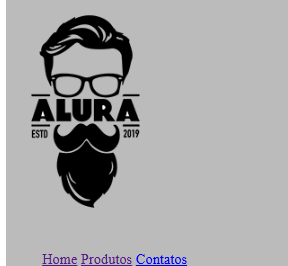 ALURA
ESTD 2019
Home Produtos Contatos